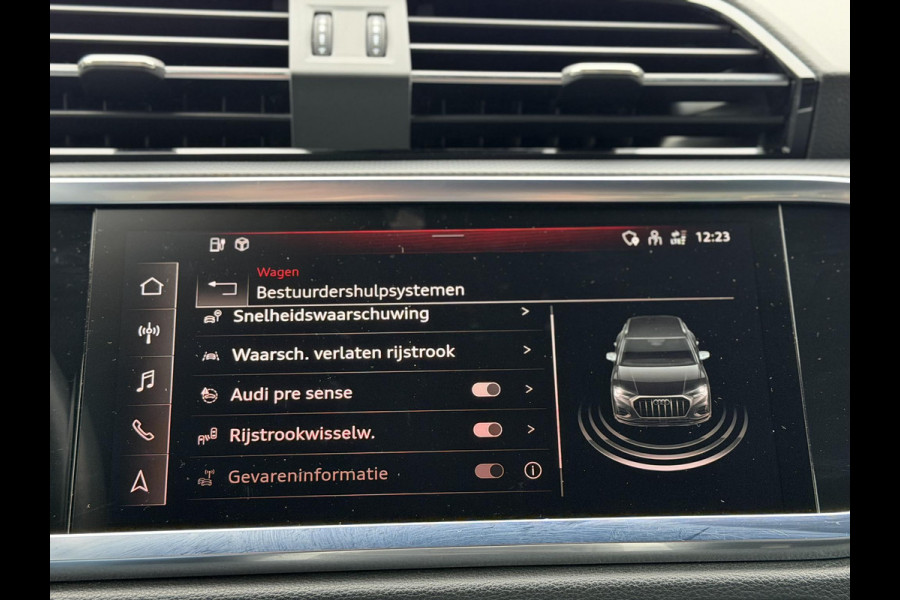 12:23
Wagen
Bestuurdershulpsystemen
Snelheidswaarschuwing
Waarsch. verlaten rijstrook
Audi pre sense
Rijstrookwisselw.
Gevareninformatie